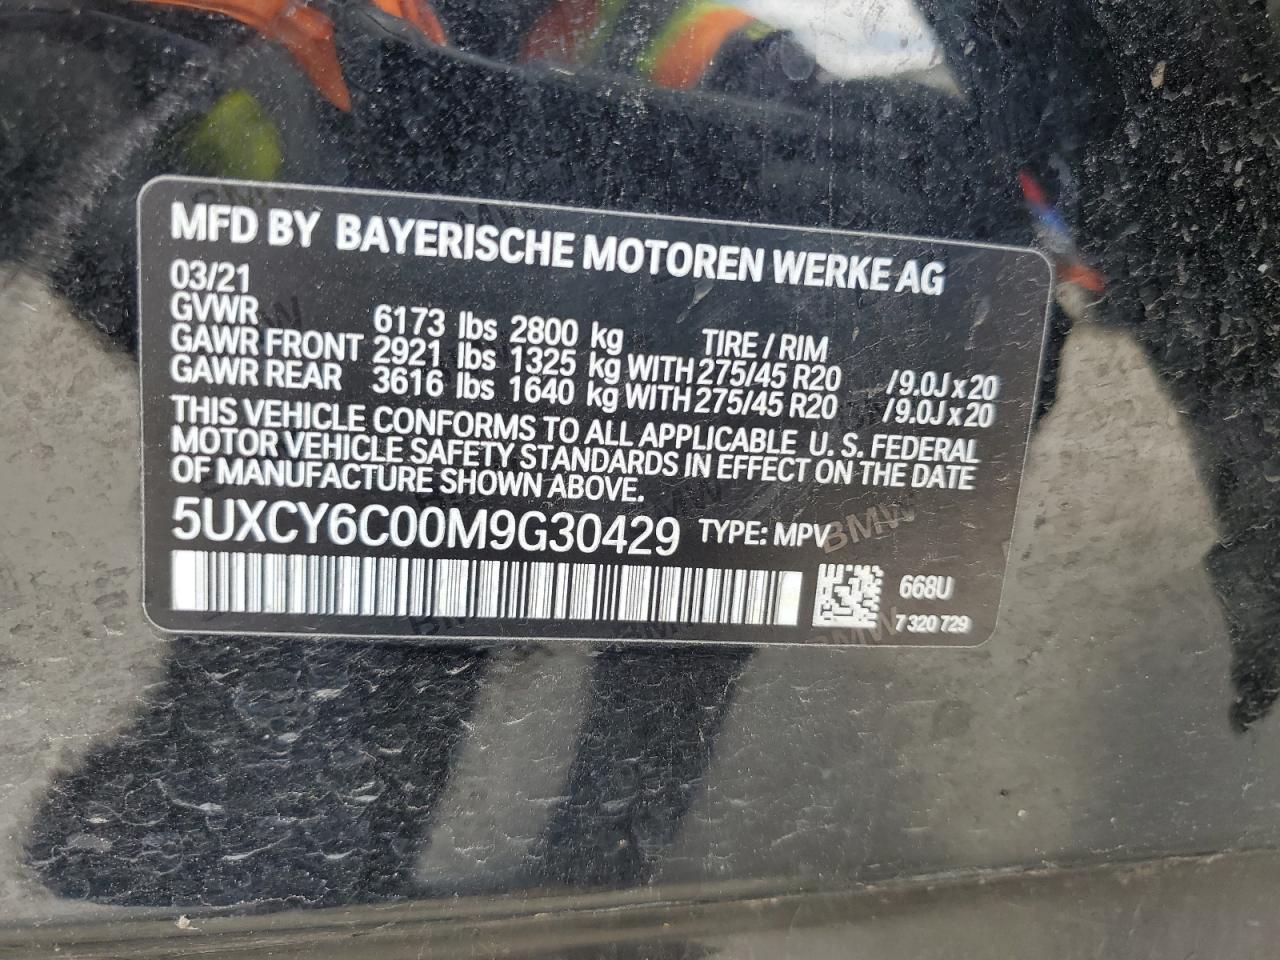 MFD BY BAYERISCHE MOTOREN WERKE AG
03/21
GVWR 6173 lbs 2800 kg TIRE / RIM
GAWR FRONT 2921 lbs 1325 kg WITH 275/45 R20 / 9.0J x 20
GAWR REAR 3616 lbs 1640 kg WITH 275/45 R20 / 9.0J x 20
THIS VEHICLE CONFORMS TO ALL APPLICABLE U. S. FEDERAL
MOTOR VEHICLE SAFETY STANDARDS IN EFFECT ON THE DATE
OF MANUFACTURE SHOWN ABOVE.
5UXCY6C00M9G30429 TYPE: MPV
668U
7 320 729